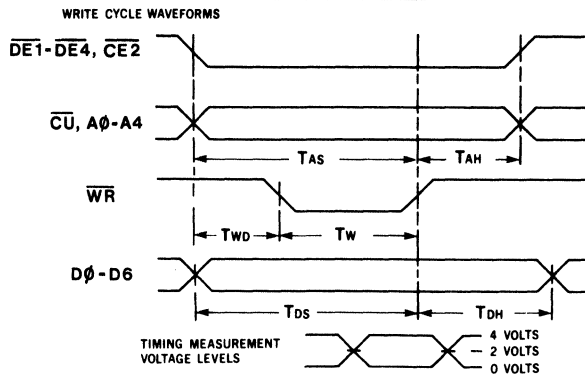 WRITE CYCLE WAVEFORMS
DE1-DE4, CE2
CU, AØ-A4
TAS TAH
WR
TWD TW
DØ-D6
TDS TDH
TIMING MEASUREMENT
VOLTAGE LEVELS
4 VOLTS
2 VOLTS
0 VOLTS